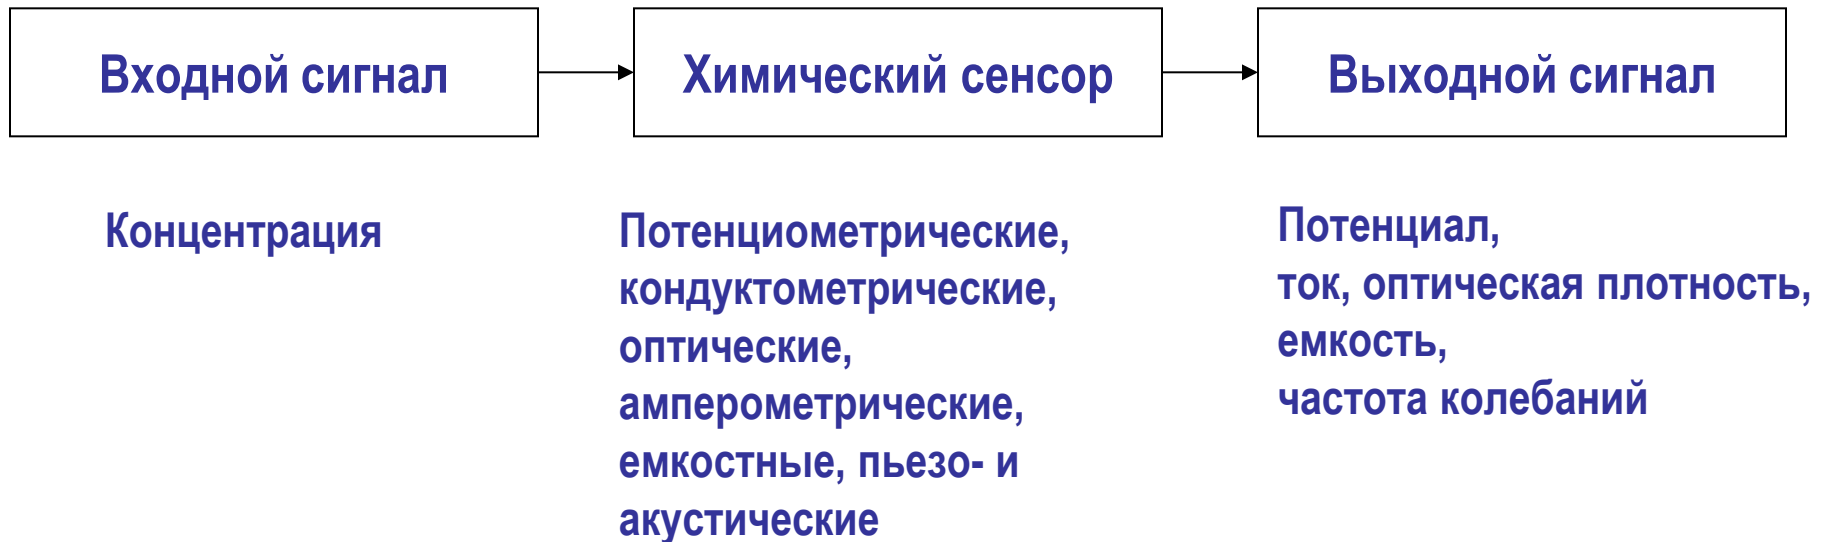 Входной сигнал
Химический сенсор
Выходной сигнал
Концентрация
Потенциометрические,
кондуктометрические,
оптические,
амперометрические,
емкостные, пьезо- и
акустические
Потенциал,
ток, оптическая плотность,
емкость,
частота колебаний